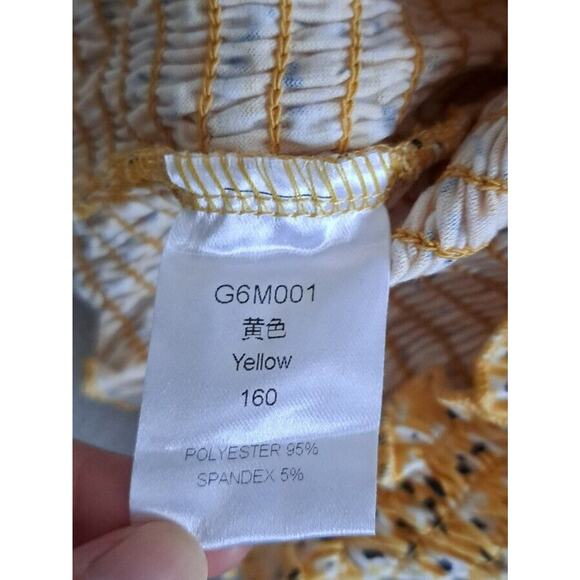 G6M001
黄色
Yellow
160
POLYESTER 95%
SPANDEX 5%